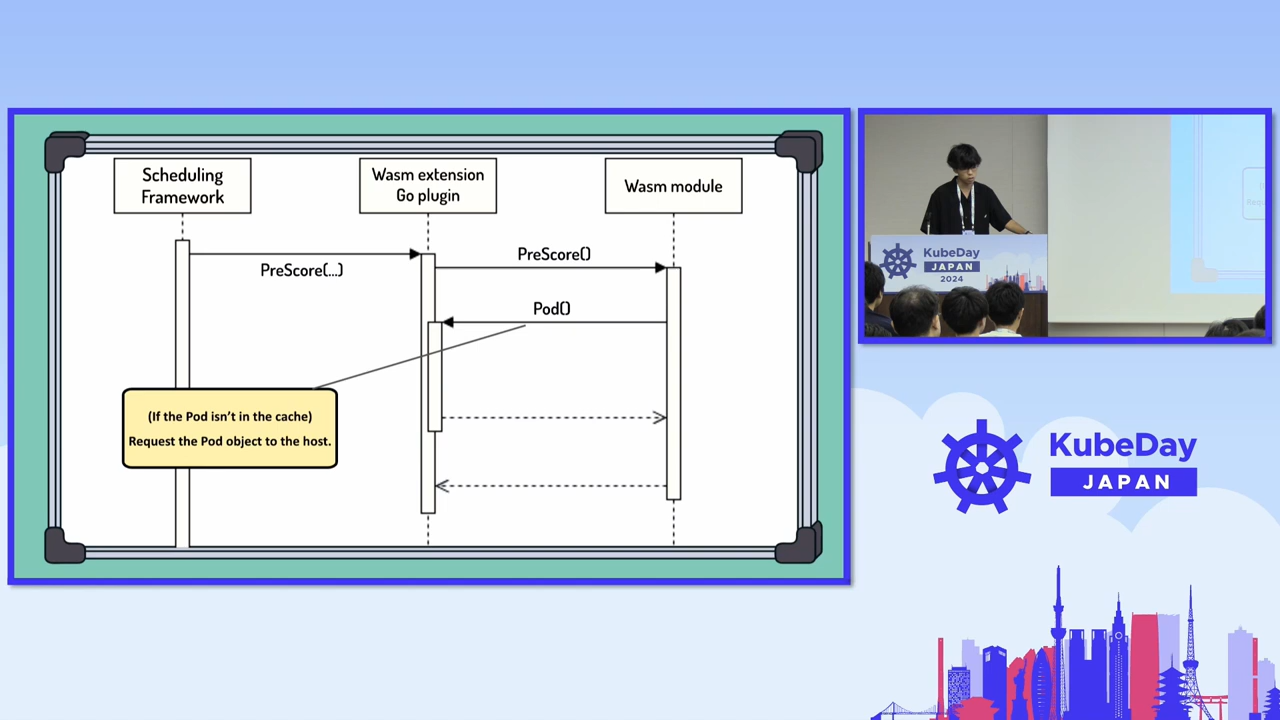 Scheduling
Framework
Wasm extension
Go plugin
Wasm module
PreScore(...)
PreScore()
Pod()
(If the Pod isn't in the cache)
Request the Pod object to the host.
KubeDay
JAPAN
2024
KubeDay
JAPAN